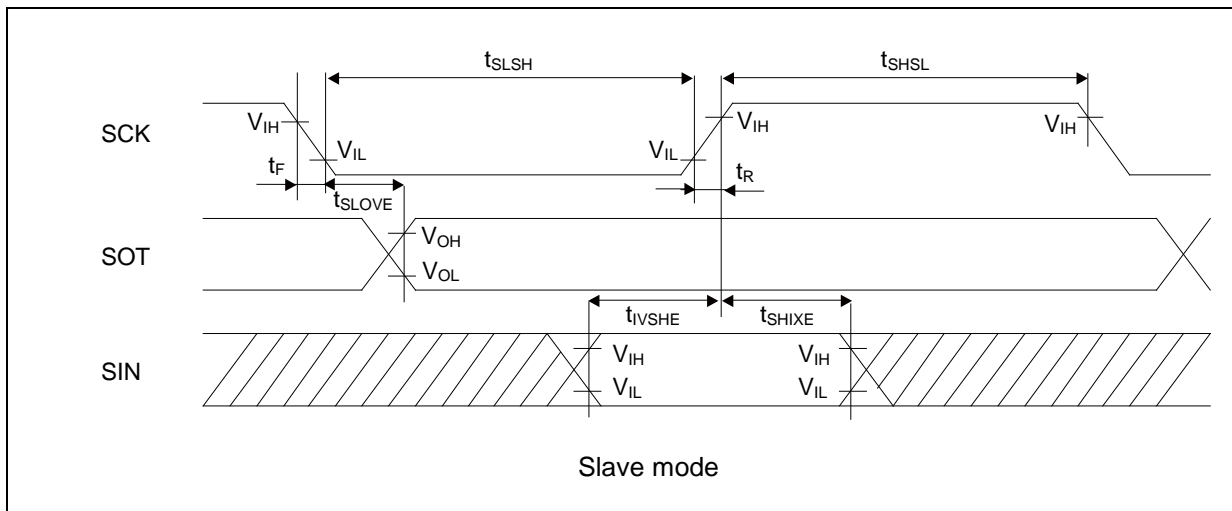 tSLSH
tSHSL
SCK
VIH
VIL
VIL
VIH
VIH
tF
tSLOVE
tR
SOT
VOH
VOL
tIVSHE
tSHIXE
SIN
VIH
VIL
VIH
VIL
Slave mode